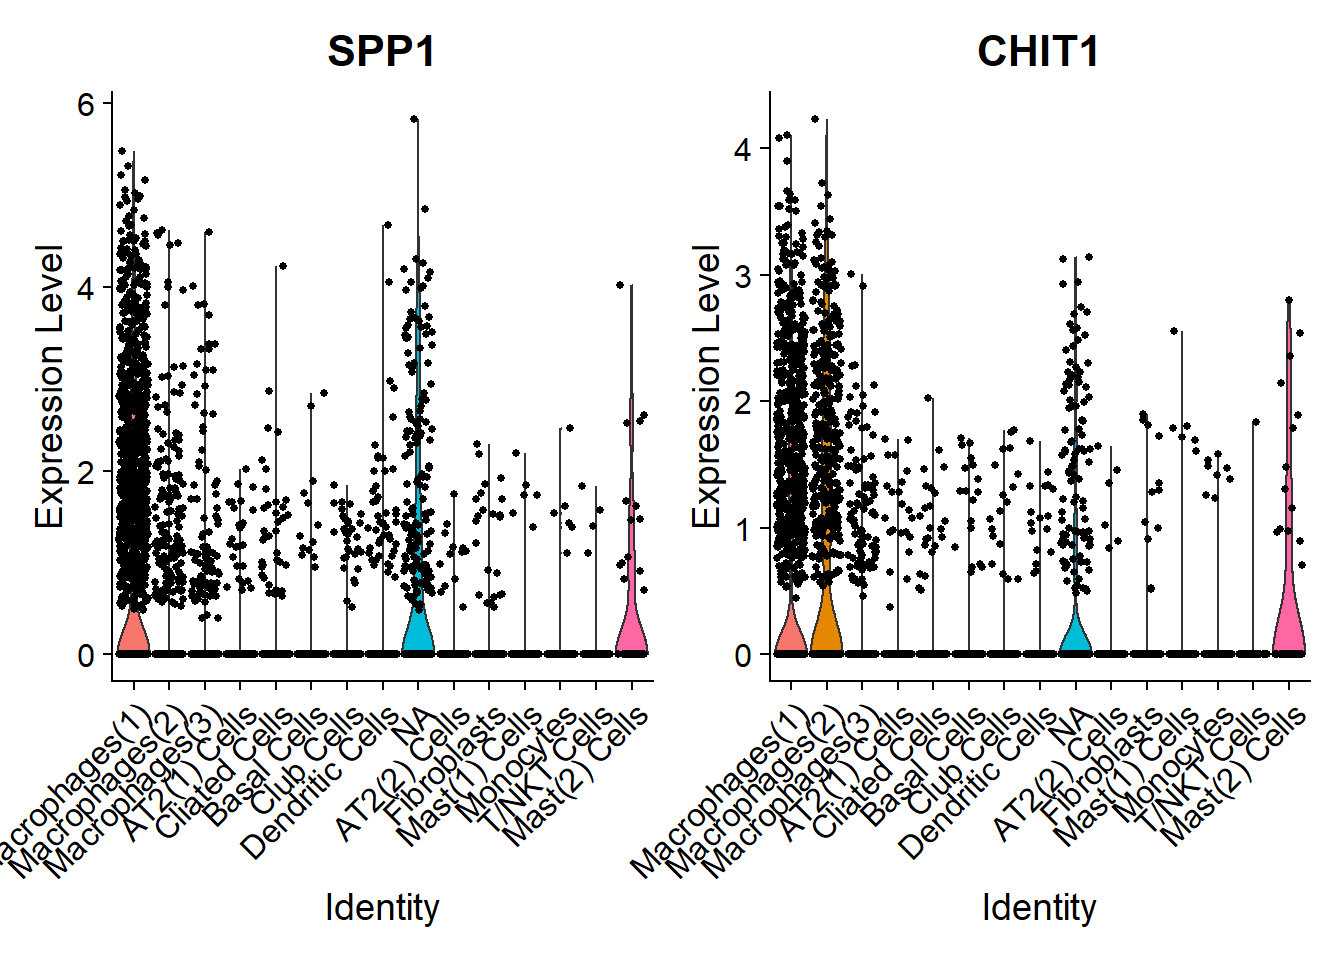 SPP1
Expression Level
6
4
2
0
Macrophages(1)
Macrophages(2)
Macrophages(3)
AT2(1) Cells
Ciliated Cells
Basal Cells
Club Cells
Dendritic Cells
NA
AT2(2) Cells
Fibroblasts
Mast(1) Cells
Monocytes
T/NKT Cells
Mast(2) Cells
Identity
CHIT1
Expression Level
4
3
2
1
0
Macrophages(1)
Macrophages(2)
Macrophages(3)
AT2(1) Cells
Ciliated Cells
Basal Cells
Club Cells
Dendritic Cells
NA
AT2(2) Cells
Fibroblasts
Mast(1) Cells
Monocytes
T/NKT Cells
Mast(2) Cells
Identity